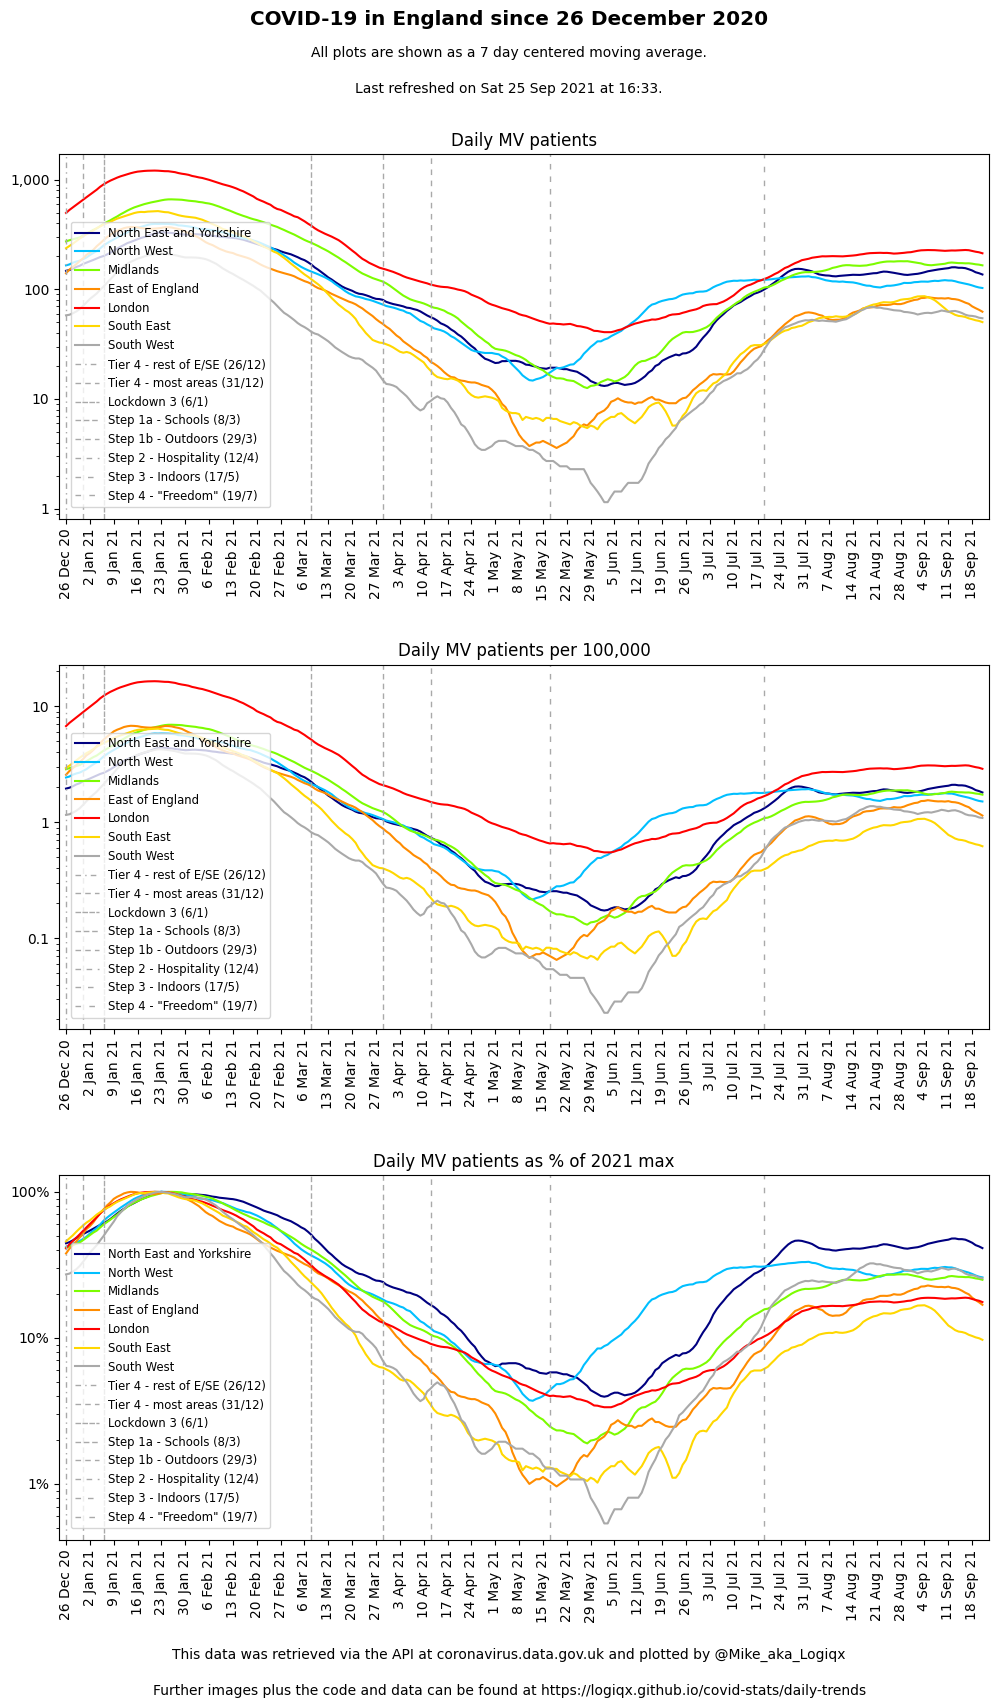 COVID-19 in England since 26 December 2020
All plots are shown as a 7 day centered moving average.
Last refreshed on Sat 25 Sep 2021 at 16:33.
Daily MV patients
1,000
100
10
1
North East and Yorkshire
North West
Midlands
East of England
London
South East
South West
Tier 4 - rest of E/SE (26/12)
Tier 4 - most areas (31/12)
Lockdown 3 (6/1)
Step 1a - Schools (8/3)
Step 1b - Outdoors (29/3)
Step 2 - Hospitality (12/4)
Step 3 - Indoors (17/5)
Step 4 - "Freedom" (19/7)
26 Dec 20
2 Jan 21
9 Jan 21
16 Jan 21
23 Jan 21
30 Jan 21
6 Feb 21
13 Feb 21
20 Feb 21
27 Feb 21
6 Mar 21
13 Mar 21
20 Mar 21
27 Mar 21
3 Apr 21
10 Apr 21
17 Apr 21
24 Apr 21
1 May 21
8 May 21
15 May 21
22 May 21
29 May 21
5 Jun 21
12 Jun 21
19 Jun 21
26 Jun 21
3 Jul 21
10 Jul 21
17 Jul 21
24 Jul 21
31 Jul 21
7 Aug 21
14 Aug 21
21 Aug 21
28 Aug 21
4 Sep 21
11 Sep 21
18 Sep 21
Daily MV patients per 100,000
10
1
0.1
North East and Yorkshire
North West
Midlands
East of England
London
South East
South West
Tier 4 - rest of E/SE (26/12)
Tier 4 - most areas (31/12)
Lockdown 3 (6/1)
Step 1a - Schools (8/3)
Step 1b - Outdoors (29/3)
Step 2 - Hospitality (12/4)
Step 3 - Indoors (17/5)
Step 4 - "Freedom" (19/7)
26 Dec 20
2 Jan 21
9 Jan 21
16 Jan 21
23 Jan 21
30 Jan 21
6 Feb 21
13 Feb 21
20 Feb 21
27 Feb 21
6 Mar 21
13 Mar 21
20 Mar 21
27 Mar 21
3 Apr 21
10 Apr 21
17 Apr 21
24 Apr 21
1 May 21
8 May 21
15 May 21
22 May 21
29 May 21
5 Jun 21
12 Jun 21
19 Jun 21
26 Jun 21
3 Jul 21
10 Jul 21
17 Jul 21
24 Jul 21
31 Jul 21
7 Aug 21
14 Aug 21
21 Aug 21
28 Aug 21
4 Sep 21
11 Sep 21
18 Sep 21
Daily MV patients as % of 2021 max
100%
10%
1%
North East and Yorkshire
North West
Midlands
East of England
London
South East
South West
Tier 4 - rest of E/SE (26/12)
Tier 4 - most areas (31/12)
Lockdown 3 (6/1)
Step 1a - Schools (8/3)
Step 1b - Outdoors (29/3)
Step 2 - Hospitality (12/4)
Step 3 - Indoors (17/5)
Step 4 - "Freedom" (19/7)
26 Dec 20
2 Jan 21
9 Jan 21
16 Jan 21
23 Jan 21
30 Jan 21
6 Feb 21
13 Feb 21
20 Feb 21
27 Feb 21
6 Mar 21
13 Mar 21
20 Mar 21
27 Mar 21
3 Apr 21
10 Apr 21
17 Apr 21
24 Apr 21
1 May 21
8 May 21
15 May 21
22 May 21
29 May 21
5 Jun 21
12 Jun 21
19 Jun 21
26 Jun 21
3 Jul 21
10 Jul 21
17 Jul 21
24 Jul 21
31 Jul 21
7 Aug 21
14 Aug 21
21 Aug 21
28 Aug 21
4 Sep 21
11 Sep 21
18 Sep 21
This data was retrieved via the API at coronavirus.data.gov.uk and plotted by @Mike_aka_Logiqx
Further images plus the code and data can be found at https://logiqx.github.io/covid-stats/daily-trends